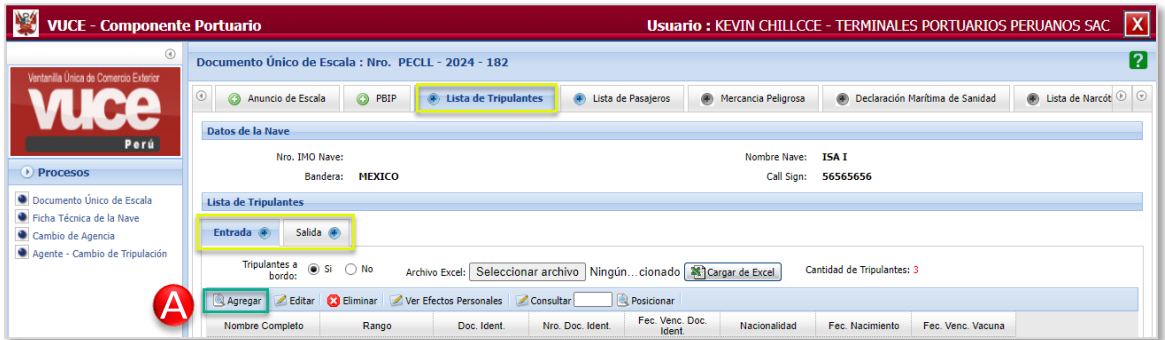 VUCE - Componente Portuario
Usuario : KEVIN CHILLCCE - TERMINALES PORTUARIOS PERUANOS SAC
X
Ventanilla Única de Comercio Exterior
vuce
Perú
Procesos
Documento Único de Escala
Ficha Técnica de la Nave
Cambio de Agencia
Agente - Cambio de Tripulación
Documento Único de Escala : Nro. PECLL - 2024 - 182
?
Anuncio de Escala PBIP Lista de Tripulantes Lista de Pasajeros Mercancia Peligrosa Declaración Marítima de Sanidad Lista de Narcót
Datos de la Nave
Nro. IMO Nave: Nombre Nave: ISA I
Bandera: MEXICO Call Sign: 56565656
Lista de Tripulantes
Entrada Salida
Tripulantes a bordo: Si No Archivo Excel: Seleccionar archivo Ningún...cionado Cargar de Excel Cantidad de Tripulantes: 3
A
Agregar Editar Eliminar Ver Efectos Personales Consultar Posicionar
Nombre Completo Rango Doc. Ident. Nro. Doc. Ident. Fec. Venc. Doc. Ident. Nacionalidad Fec. Nacimiento Fec. Venc. Vacuna